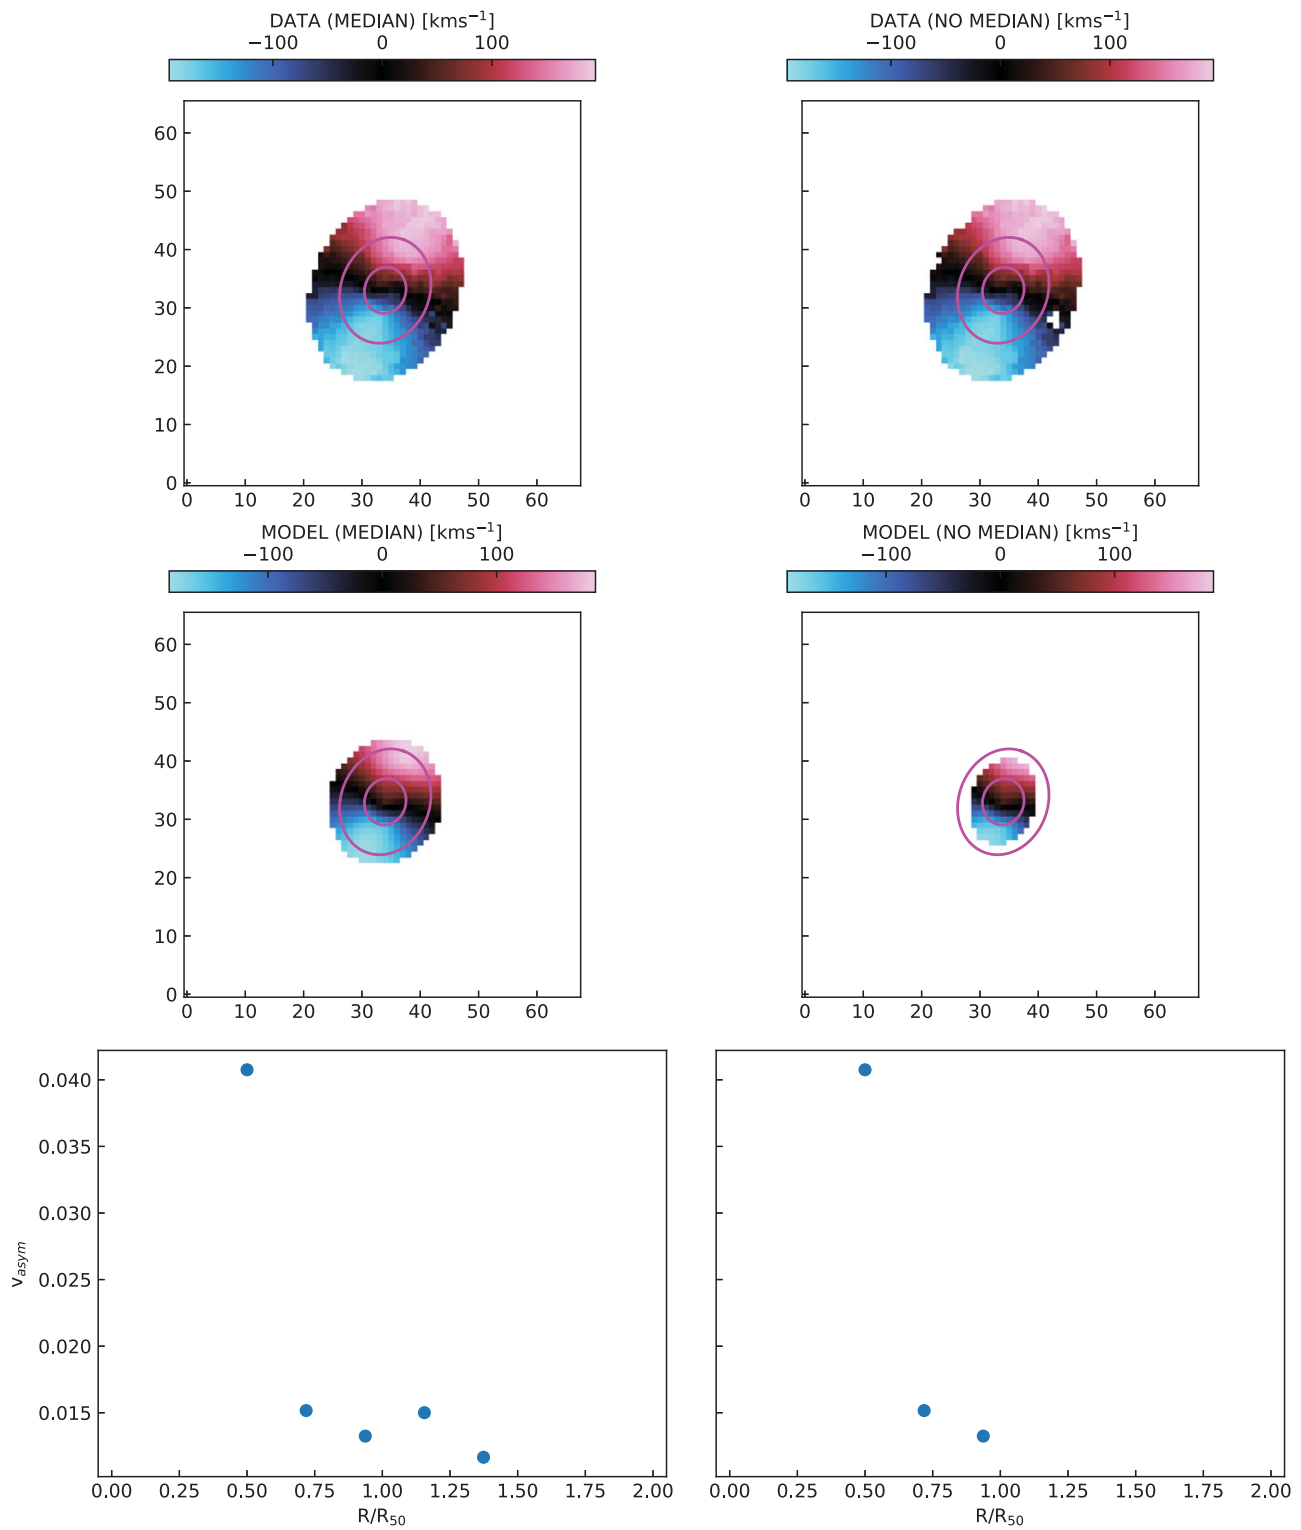 DATA (MEDIAN) [kms⁻¹] DATA (NO MEDIAN) [kms⁻¹]
−100 0 100 −100 0 100
60
50
40
30
20
10
0
0 10 20 30 40 50 60 0 10 20 30 40 50 60
MODEL (MEDIAN) [kms⁻¹] MODEL (NO MEDIAN) [kms⁻¹]
−100 0 100 −100 0 100
60
50
40
30
20
10
0
0 10 20 30 40 50 60 0 10 20 30 40 50 60
0.040
0.035
0.030
0.025
0.020
0.015
v_asym
0.00 0.25 0.50 0.75 1.00 1.25 1.50 1.75 2.00 0.00 0.25 0.50 0.75 1.00 1.25 1.50 1.75 2.00
R/R₅₀ R/R₅₀